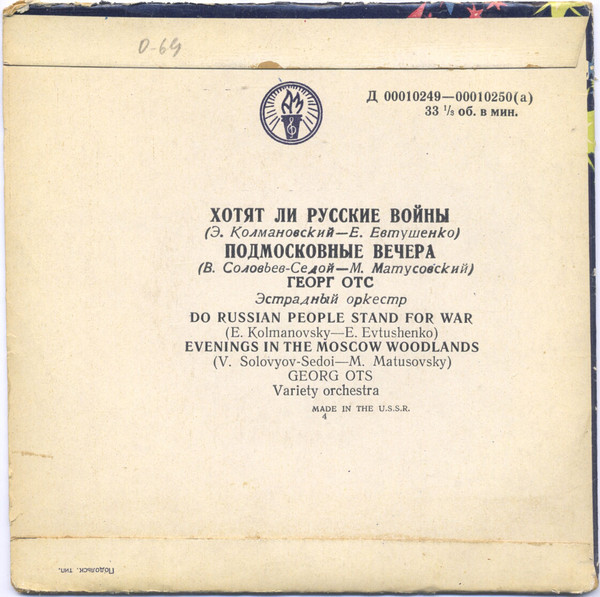 О-69
Д 00010249—00010250(а)
33 ⅓ об. в мин.
ХОТЯТ ЛИ РУССКИЕ ВОЙНЫ
(Э. Колмановский—Е. Евтушенко)
ПОДМОСКОВНЫЕ ВЕЧЕРА
(В. Соловьев-Седой—М. Матусовский)
ГЕОРГ ОТС
Эстрадный оркестр
DO RUSSIAN PEOPLE STAND FOR WAR
(E. Kolmanovsky—E. Evtushenko)
EVENINGS IN THE MOSCOW WOODLANDS
(V. Solovyov-Sedoi—M. Matusovsky)
GEORG OTS
Variety orchestra
MADE IN THE U.S.S.R.
4
Подольск. тип.